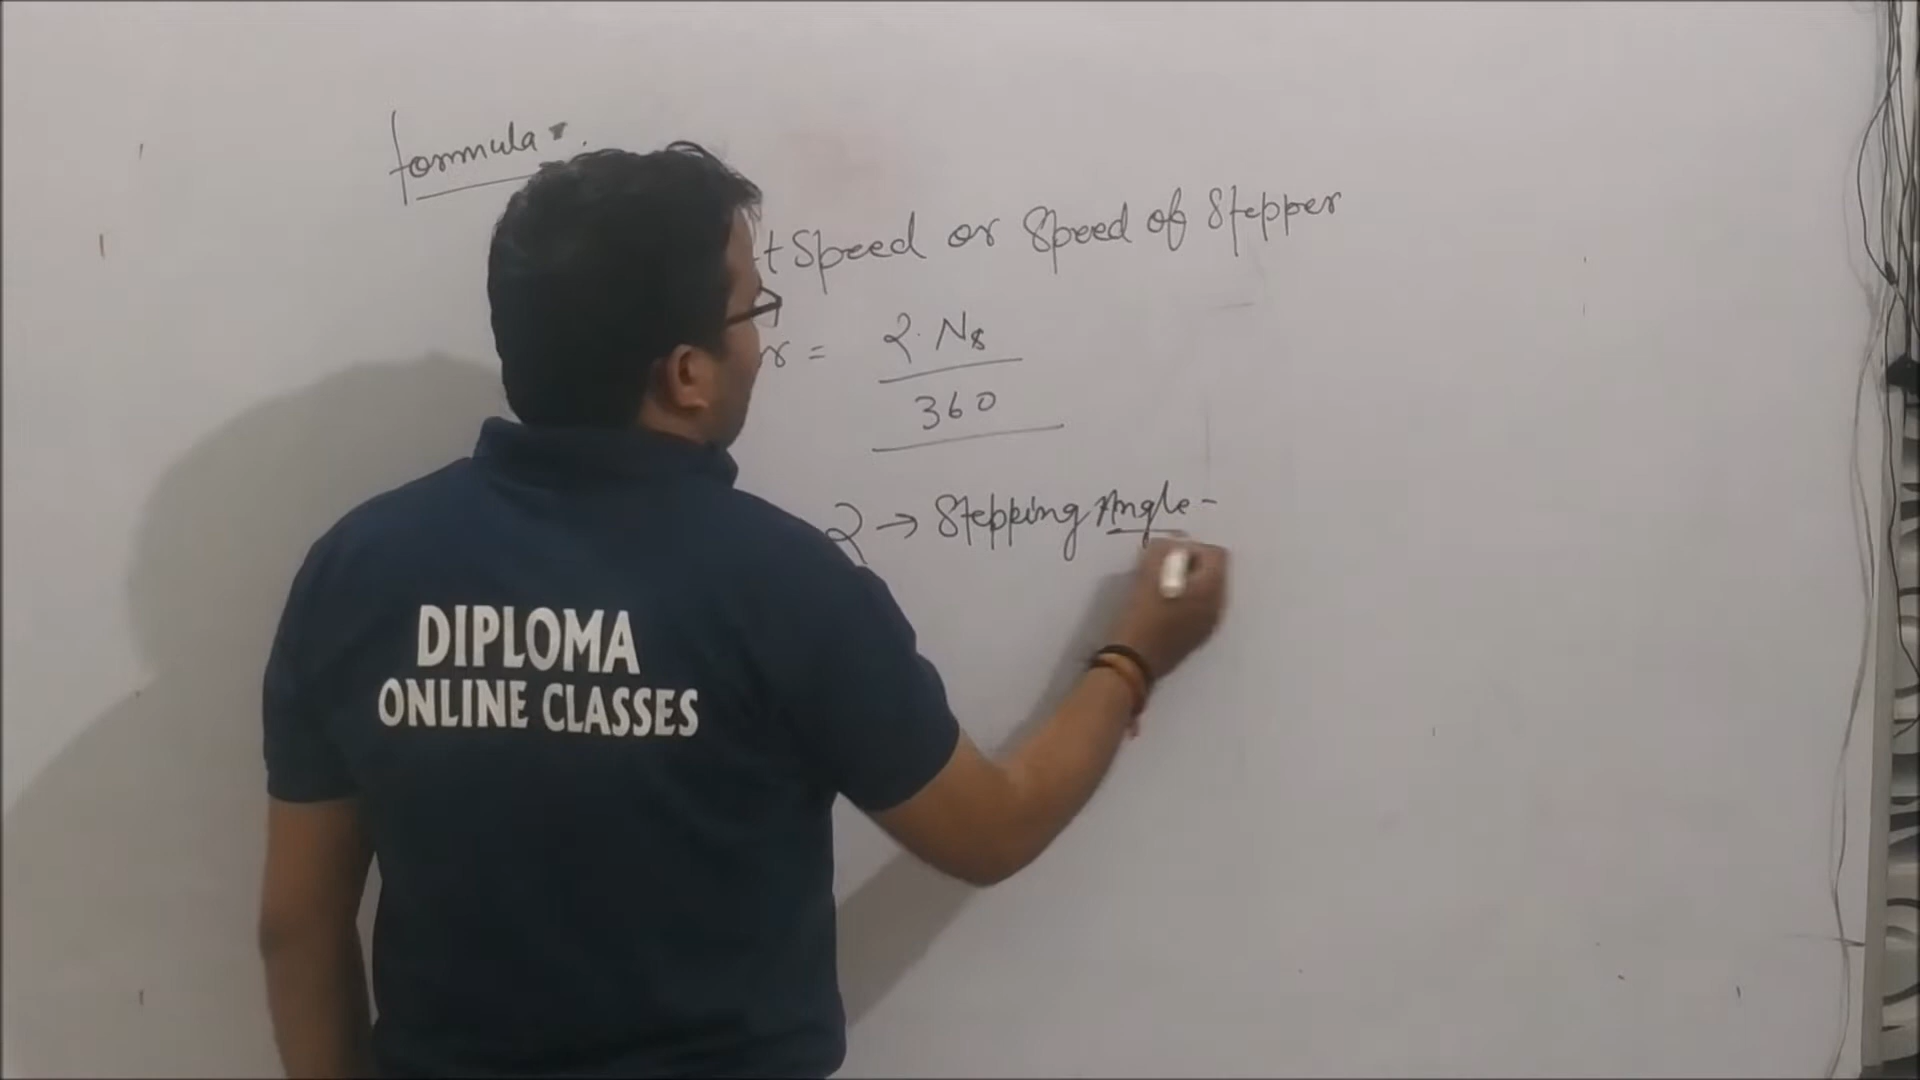 formula :
t Speed or Speed of Stepper
r = α . Ns
360
α → Stepping Angle -
DIPLOMA
ONLINE CLASSES